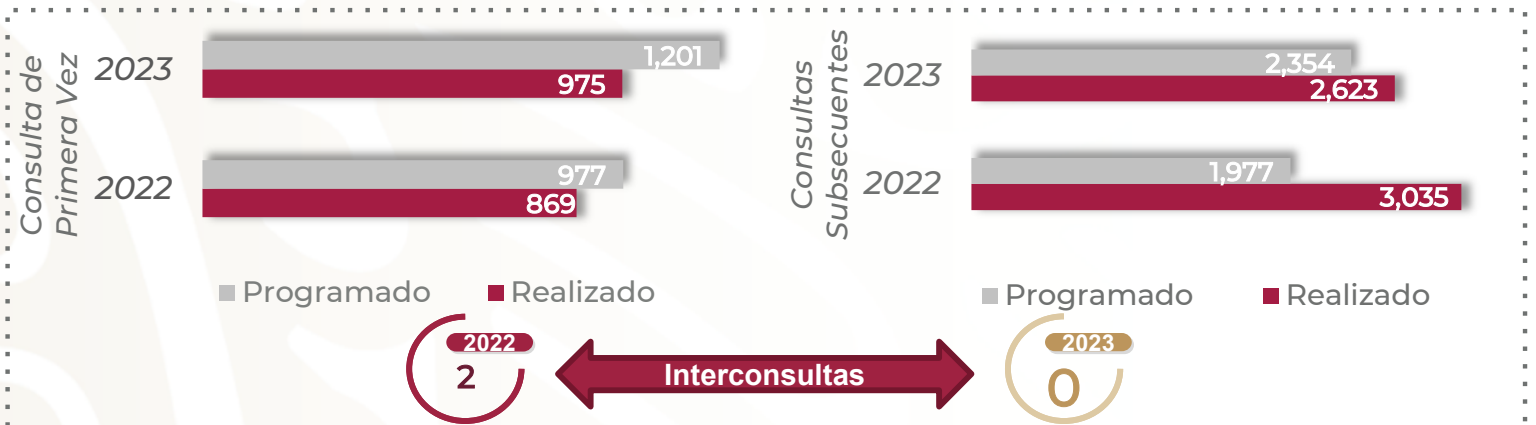 Consulta de
Primera Vez
2023
1,201
975
2022
977
869
Programado
Realizado
Consultas
Subsecuentes
2023
2,354
2,623
2022
1,977
3,035
Programado
Realizado
2022
2
Interconsultas
2023
0